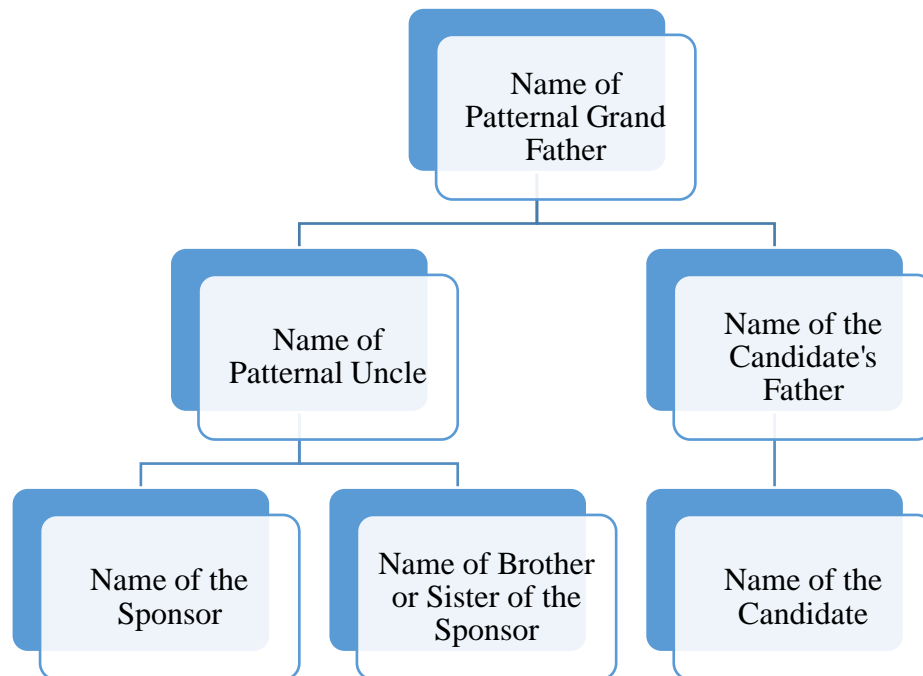 Name of
Patternal Grand
Father
Name of
Patternal Uncle
Name of the
Candidate's
Father
Name of the
Sponsor
Name of Brother
or Sister of the
Sponsor
Name of the
Candidate